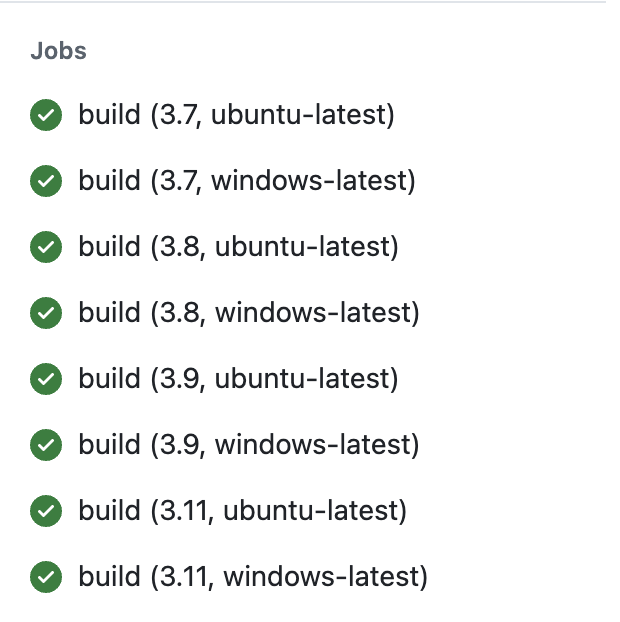 Jobs
build (3.7, ubuntu-latest)
build (3.7, windows-latest)
build (3.8, ubuntu-latest)
build (3.8, windows-latest)
build (3.9, ubuntu-latest)
build (3.9, windows-latest)
build (3.11, ubuntu-latest)
build (3.11, windows-latest)